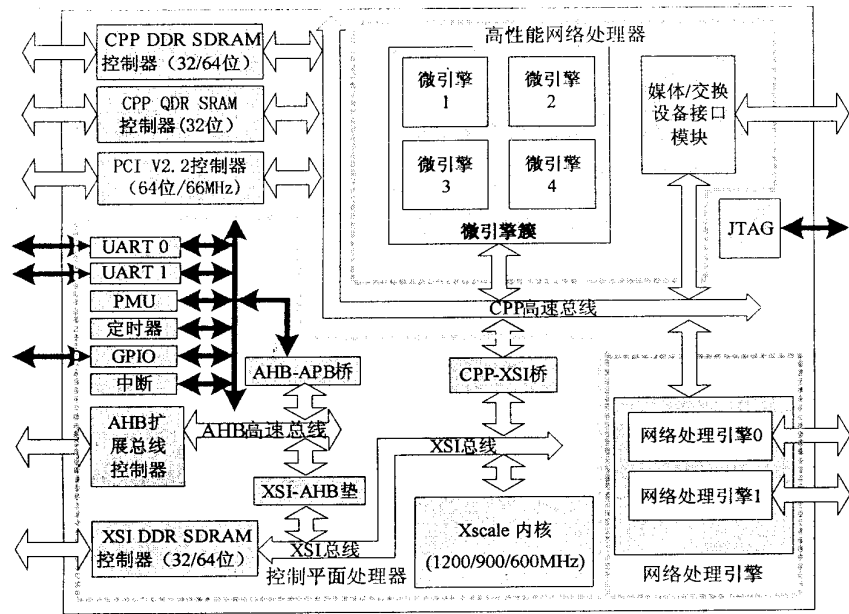 CPP DDR SDRAM
控制器（32/64位）
CPP QDR SRAM
控制器(32位）
PCI V2.2控制器
（64位/66MHz）
高性能网络处理器
微引擎
1
微引擎
2
微引擎
3
微引擎
4
微引擎簇
媒体/交换
设备接口
模块
JTAG
UART 0
UART 1
PMU
定时器
GPIO
中断
CPP高速总线
AHB-APB桥
CPP-XSI桥
AHB扩
展总线
控制器
AHB高速总线
XSI总线
XSI-AHB垫
网络处理引擎0
网络处理引擎1
网络处理引擎
XSI DDR SDRAM
控制器（32/64位）
XSI总线
控制平面处理器
Xscale 内核
(1200/900/600MHz)